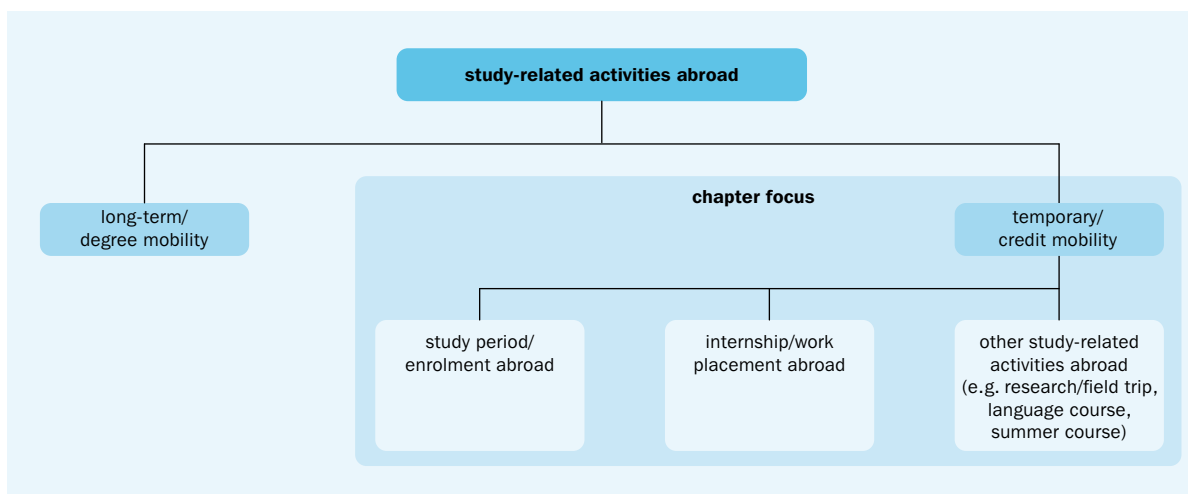 study-related activities abroad
long-term/
degree mobility
chapter focus
temporary/
credit mobility
study period/
enrolment abroad
internship/work
placement abroad
other study-related
activities abroad
(e.g. research/field trip,
language course,
summer course)